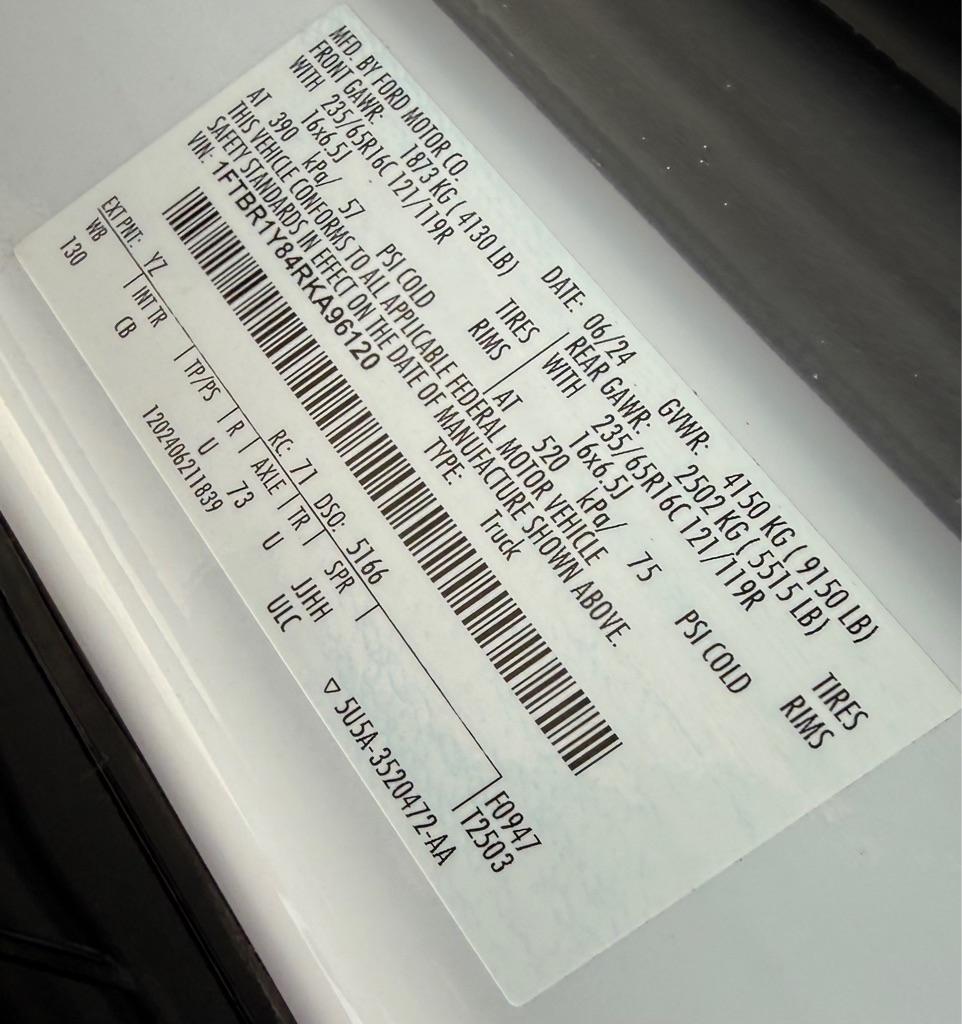 MFD. BY FORD MOTOR CO. DATE: 06/24 GVWR: 4150 KG ( 9150 LB)
FRONT GAWR: 1873 KG ( 4130 LB) REAR GAWR: 2502 KG ( 5515 LB)
WITH 235/65R16C 121/119R TIRES WITH 235/65R16C 121/119R TIRES
16x6.5J RIMS 16x6.5J RIMS
AT 390 kPa/ 57 PSI COLD AT 520 kPa/ 75 PSI COLD
THIS VEHICLE CONFORMS TO ALL APPLICABLE FEDERAL MOTOR VEHICLE
SAFETY STANDARDS IN EFFECT ON THE DATE OF MANUFACTURE SHOWN ABOVE.
VIN: 1FTBR1Y84RKA96120 TYPE: Truck
EXT PNT: YZ RC: 71 DSO: 5166 F0947
WB INT TR TP/PS R AXLE TR SPR T2503
130 CB U 73 U JJHH
1202406211839 ULC ▽ 5U5A-3520472-AA